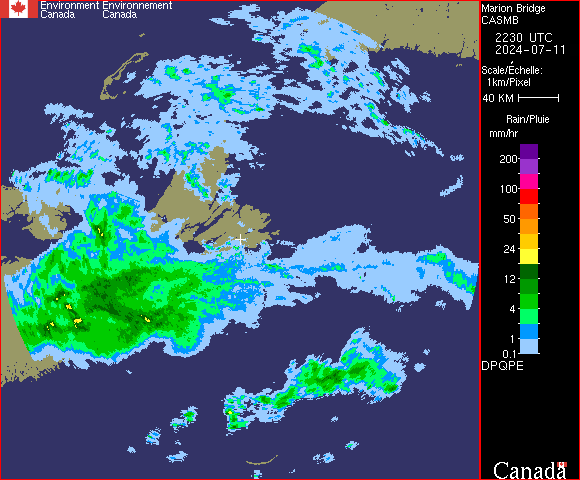 Environment Environnement
Canada Canada
Marion Bridge
CASMB
2230 UTC
2024-07-11
Scale/Échelle:
1km/Pixel
40 KM
Rain/Pluie
mm/hr
200
100
50
24
12
4
1
0.1
DPQPE
Canada